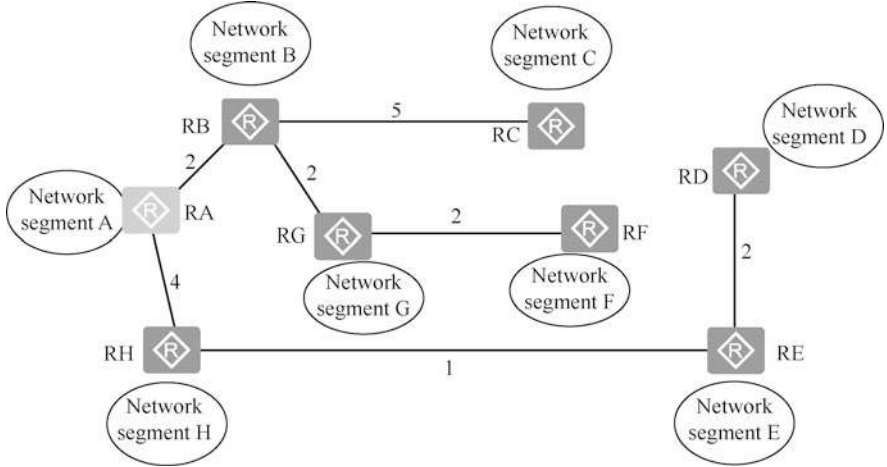 Network
segment B
Network
segment C
Network
segment D
Network
segment A
RB
R
5
RC
R
RD
R
2
2
R
RA
RG
R
2
R
RF
2
4
Network
segment G
Network
segment F
RH
R
1
R
RE
Network
segment H
Network
segment E